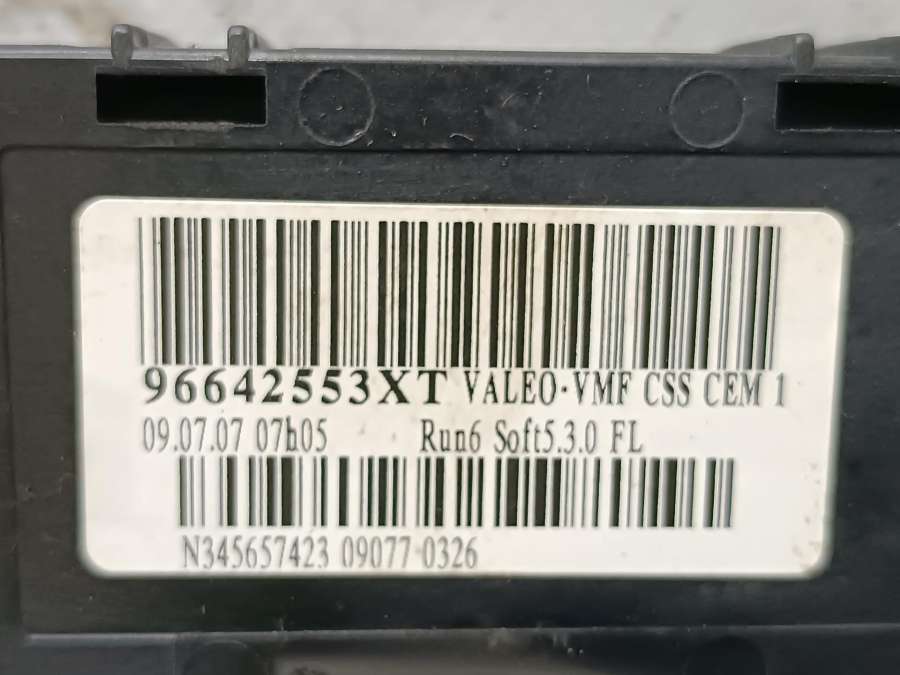 96642553XT VALEO-VMF CSS CEM 1
09.07.07 07h05 Run6 Soft5.3.0 FL
N345657423 09077 0326